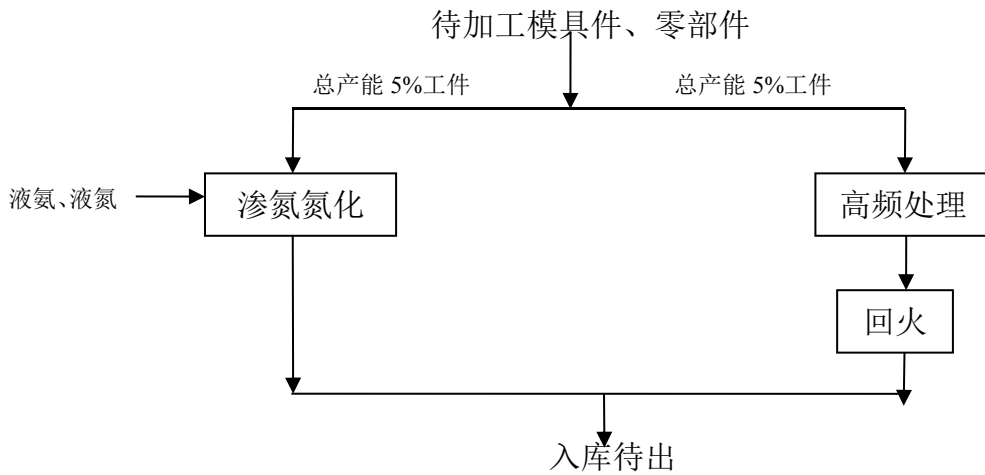 待加工模具件、零部件
总产能 5%工件
总产能 5%工件
液氨、液氮
渗氮氮化
高频处理
回火
入库待出